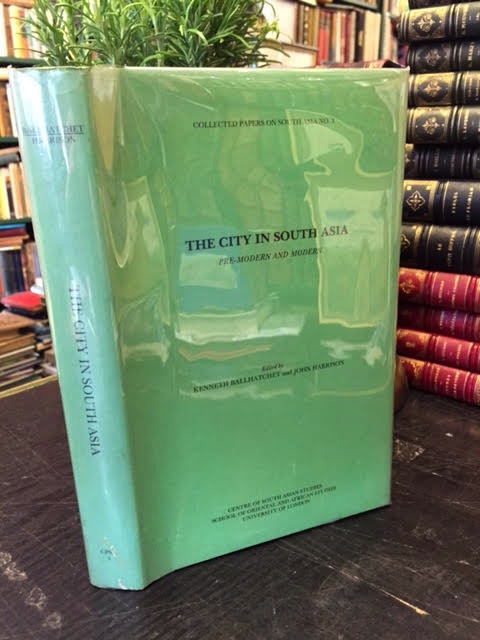 COLLECTED PAPERS ON SOUTH ASIA NO. 3
THE CITY IN SOUTH ASIA
PRE-MODERN AND MODERN
Edited by
KENNETH BALLHATCHET and JOHN HARRISON
CENTRE OF SOUTH ASIAN STUDIES
SCHOOL OF ORIENTAL AND AFRICAN STUDIES
UNIVERSITY OF LONDON
BALLHATCHET
HARRISON
THE CITY IN SOUTH ASIA